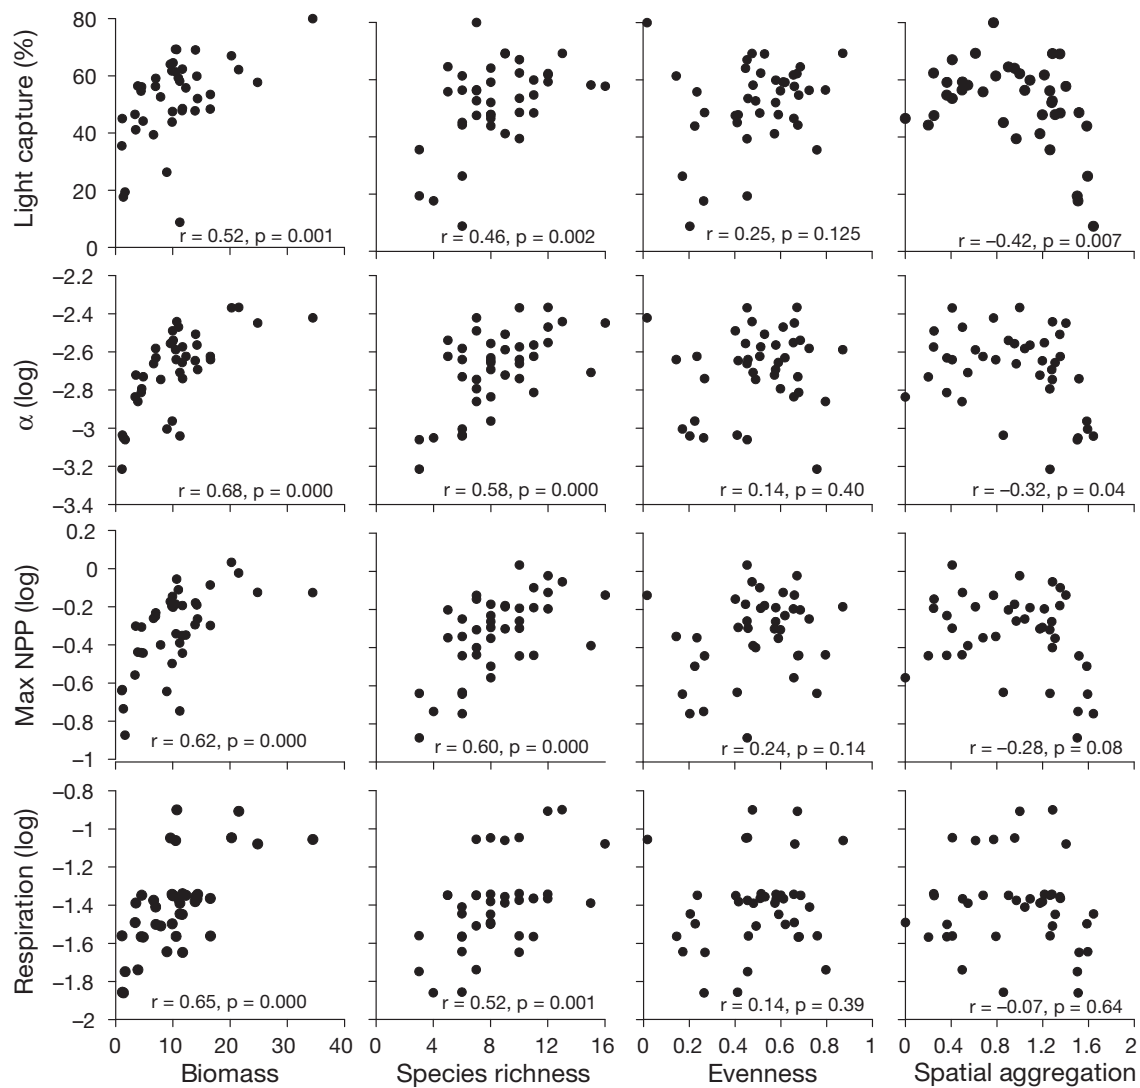 80
60
40
20
0
Light capture (%)
r = 0.52, p = 0.001
r = 0.46, p = 0.002
r = 0.25, p = 0.125
r = −0.42, p = 0.007
−2.2
−2.4
−2.6
−2.8
−3
−3.2
−3.4
α (log)
r = 0.68, p = 0.000
r = 0.58, p = 0.000
r = 0.14, p = 0.40
r = −0.32, p = 0.04
0.2
0
−0.2
−0.4
−0.6
−0.8
−1
Max NPP (log)
r = 0.62, p = 0.000
r = 0.60, p = 0.000
r = 0.24, p = 0.14
r = −0.28, p = 0.08
−0.8
−1
−1.2
−1.4
−1.6
−1.8
−2
Respiration (log)
r = 0.65, p = 0.000
r = 0.52, p = 0.001
r = 0.14, p = 0.39
r = −0.07, p = 0.64
0 10 20 30 40
0 4 8 12 16
0 0.2 0.4 0.6 0.8 1
0 0.4 0.8 1.2 1.6 2
Biomass
Species richness
Evenness
Spatial aggregation